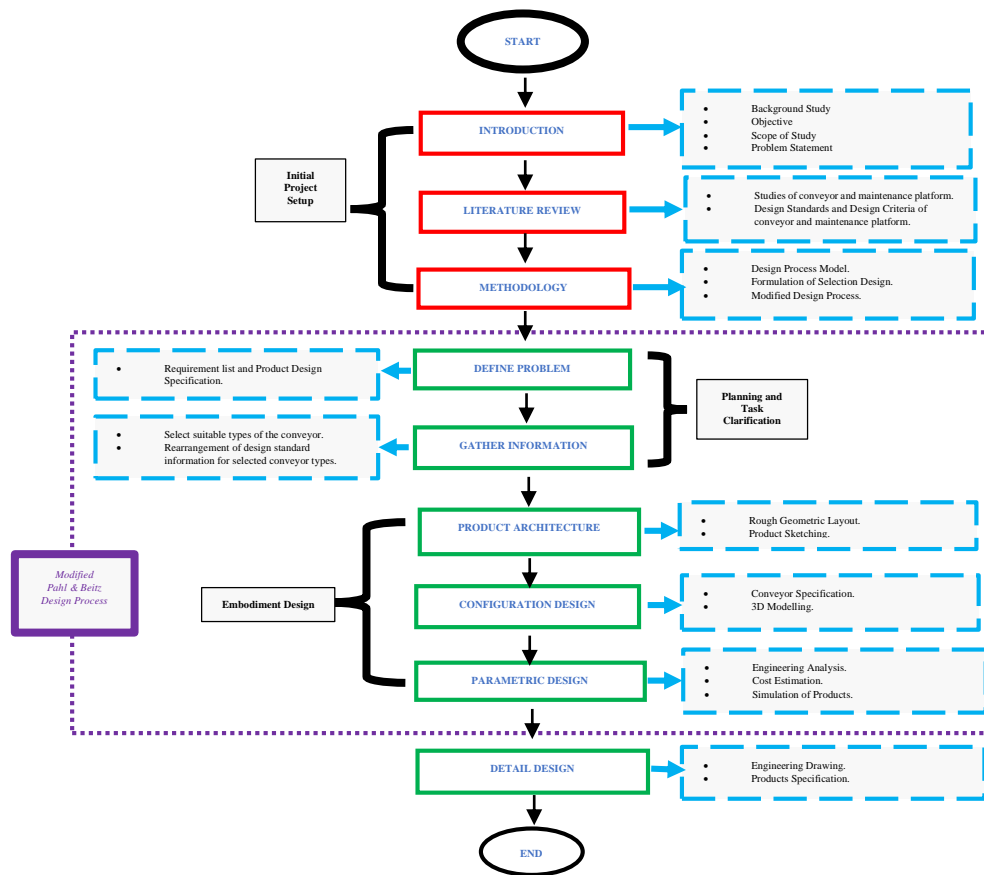 START
INTRODUCTION
• Background Study
• Objective
• Scope of Study
• Problem Statement
Initial
Project
Setup
LITERATURE REVIEW
• Studies of conveyor and maintenance platform.
• Design Standards and Design Criteria of
conveyor and maintenance platform.
METHODOLOGY
• Design Process Model.
• Formulation of Selection Design.
• Modified Design Process.
• Requirement list and Product Design
Specification.
DEFINE PROBLEM
Planning and
Task
Clarification
• Select suitable types of the conveyor.
• Rearrangement of design standard
information for selected conveyor types.
GATHER INFORMATION
PRODUCT ARCHITECTURE
• Rough Geometric Layout.
• Product Sketching.
Modified
Pahl & Beitz
Design Process
Embodiment Design
CONFIGURATION DESIGN
• Conveyor Specification.
• 3D Modelling.
PARAMETRIC DESIGN
• Engineering Analysis.
• Cost Estimation.
• Simulation of Products.
DETAIL DESIGN
• Engineering Drawing.
• Products Specification.
END